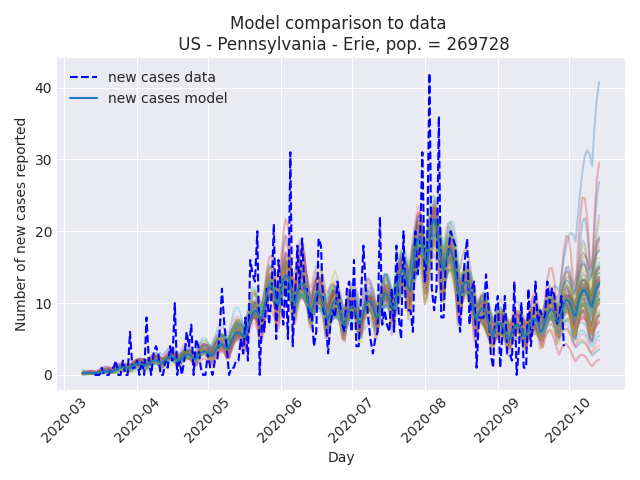 Model comparison to data
US - Pennsylvania - Erie, pop. = 269728
new cases data
new cases model
Number of new cases reported
40
30
20
10
0
2020-03
2020-04
2020-05
2020-06
2020-07
2020-08
2020-09
2020-10
Day